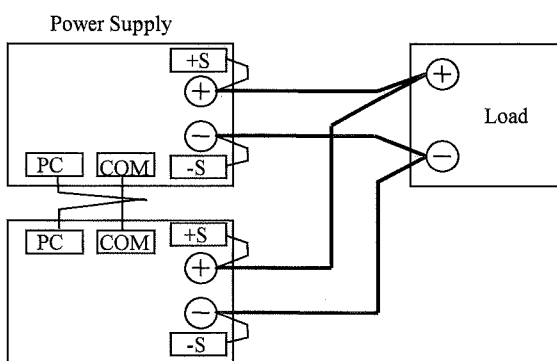 Power Supply
+S
+
+
Load
−
−
-S
PC COM
PC COM
+S
+
−
-S